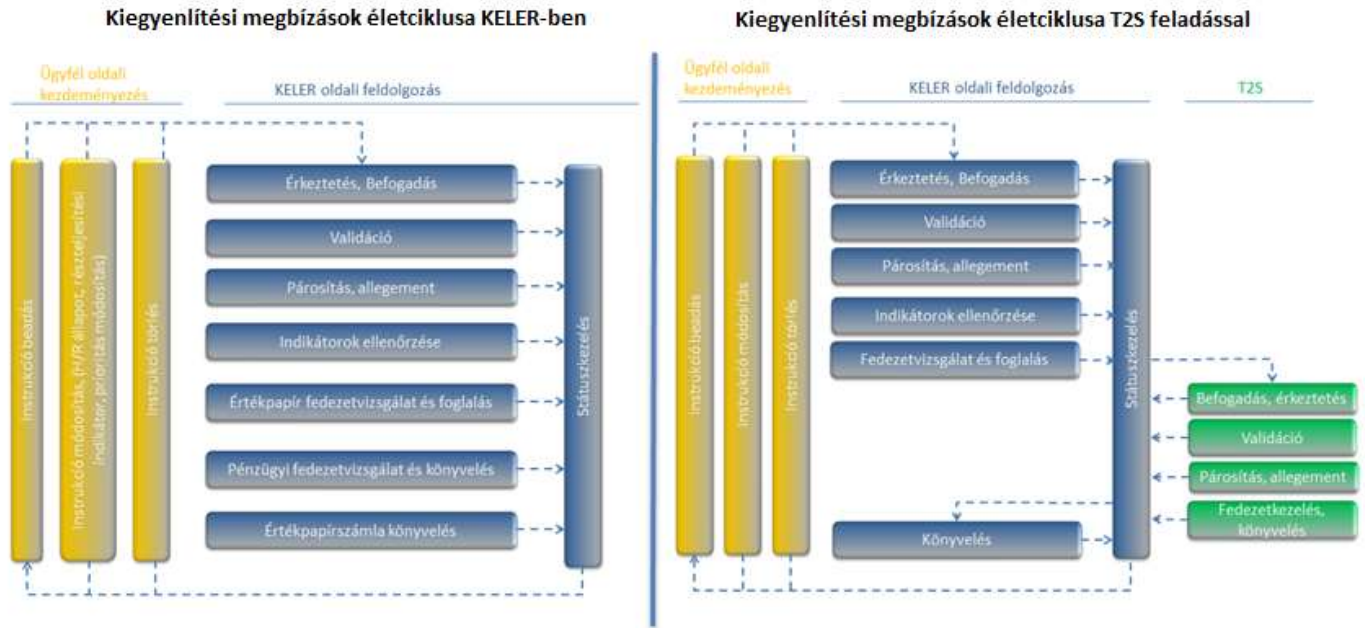 Kiegyenlítési megbízások életciklusa KELER-ben
Ügyfél oldali
kezdeményezés
KELER oldali feldolgozás
Instrukció beadás
Instrukció módosítás, (H/R állapot, résztejesítési
Indikátor, prioritás módosítás)
Instrukció törlés
Érkeztetés, Befogadás
Validáció
Párosítás, allegement
Indikátorok ellenőrzése
Értékpapír fedezetvizsgálat és foglalás
Pénzügyi fedezetvizsgálat és könyvelés
Értékpapírszámla könyvelés
Státuszkezelés
Kiegyenlítési megbízások életciklusa T2S feladással
Ügyfél oldali
kezdeményezés
KELER oldali feldolgozás
T2S
Instrukció beadás
Instrukció módosítás
Instrukció törlés
Érkeztetés, Befogadás
Validáció
Párosítás, allegement
Indikátorok ellenőrzése
Fedezetvizsgálat és foglalás
Könyvelés
Státuszkezelés
Befogadás, érkeztetés
Validáció
Párosítás, allegement
Fedezetkezelés,
könyvelés